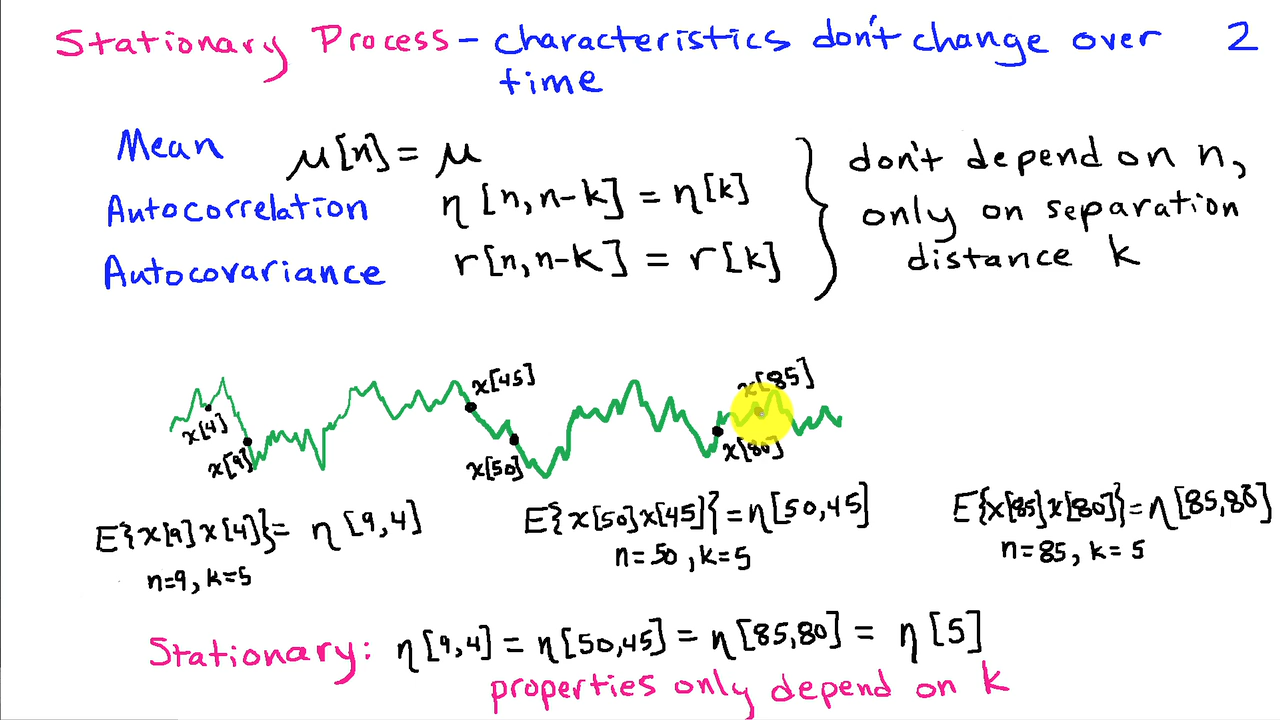 Stationary Process - characteristics don't change over 2
time
Mean μ[n] = μ
Autocorrelation η[n, n-k] = η[k]
Autocovariance r[n, n-k] = r[k]
don't depend on n,
only on separation
distance k
x[4]
x[9]
x[45]
x[50]
x[85]
x[80]
E{x[9]x[4]} = η[9,4]
n=9, k=5
E{x[50]x[45]} = η[50,45]
n=50, k=5
E{x[85]x[80]} = η[85,80]
n=85, k=5
Stationary: η[9,4] = η[50,45] = η[85,80] = η[5]
properties only depend on k